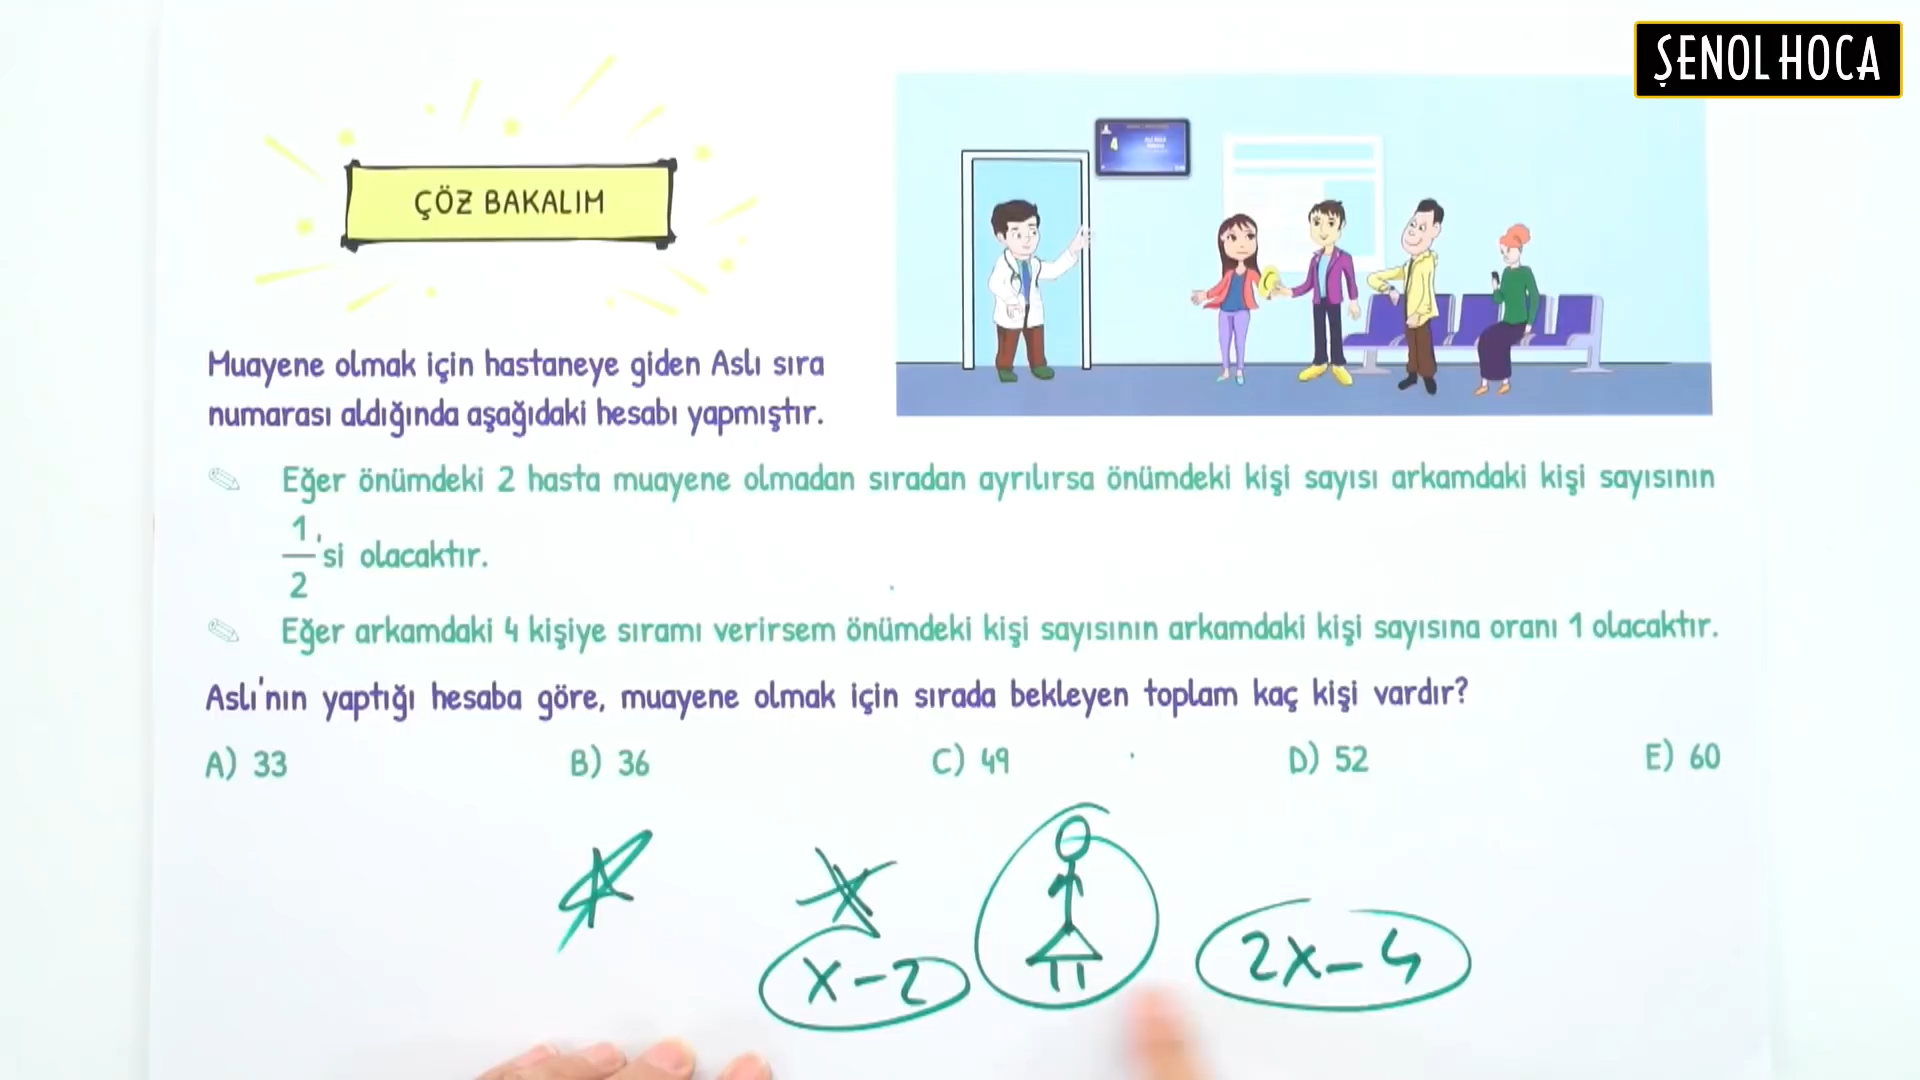 ŞENOL HOCA
ÇÖZ BAKALIM
4
Muayene olmak için hastaneye giden Aslı sıra
numarası aldığında aşağıdaki hesabı yapmıştır.
Eğer önümdeki 2 hasta muayene olmadan sıradan ayrılırsa önümdeki kişi sayısı arkamdaki kişi sayısının
1/2'si olacaktır.
Eğer arkamdaki 4 kişiye sıramı verirsem önümdeki kişi sayısının arkamdaki kişi sayısına oranı 1 olacaktır.
Aslı'nın yaptığı hesaba göre, muayene olmak için sırada bekleyen toplam kaç kişi vardır?
A) 33 B) 36 C) 49 D) 52 E) 60
x
x-2 2x-4